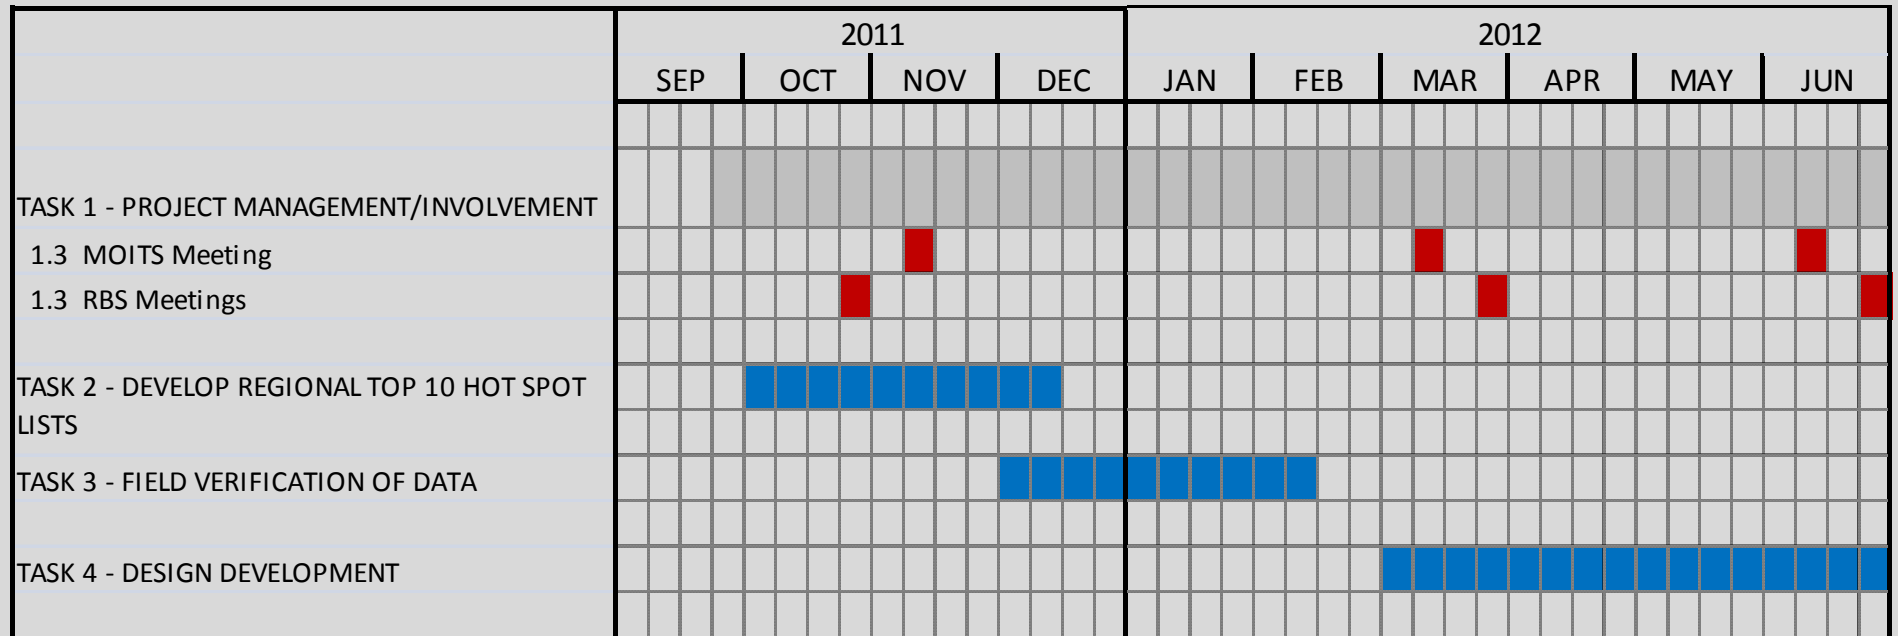 2011
2012
SEP OCT NOV DEC JAN FEB MAR APR MAY JUN
TASK 1 - PROJECT MANAGEMENT/INVOLVEMENT
1.3 MOITS Meeting
1.3 RBS Meetings
TASK 2 - DEVELOP REGIONAL TOP 10 HOT SPOT
LISTS
TASK 3 - FIELD VERIFICATION OF DATA
TASK 4 - DESIGN DEVELOPMENT